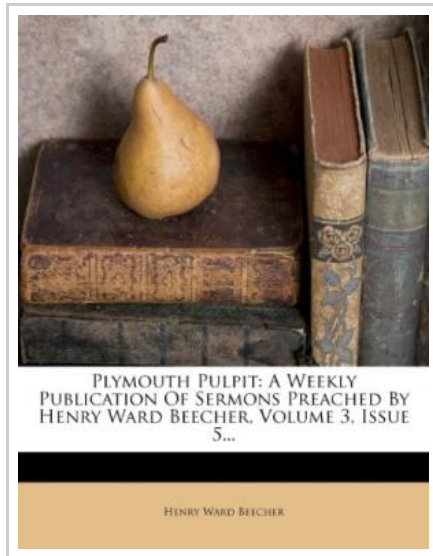 Plymouth Pulpit: A Weekly
Publication Of Sermons Preached By
Henry Ward Beecher, Volume 3, Issue
5...
Henry Ward Beecher